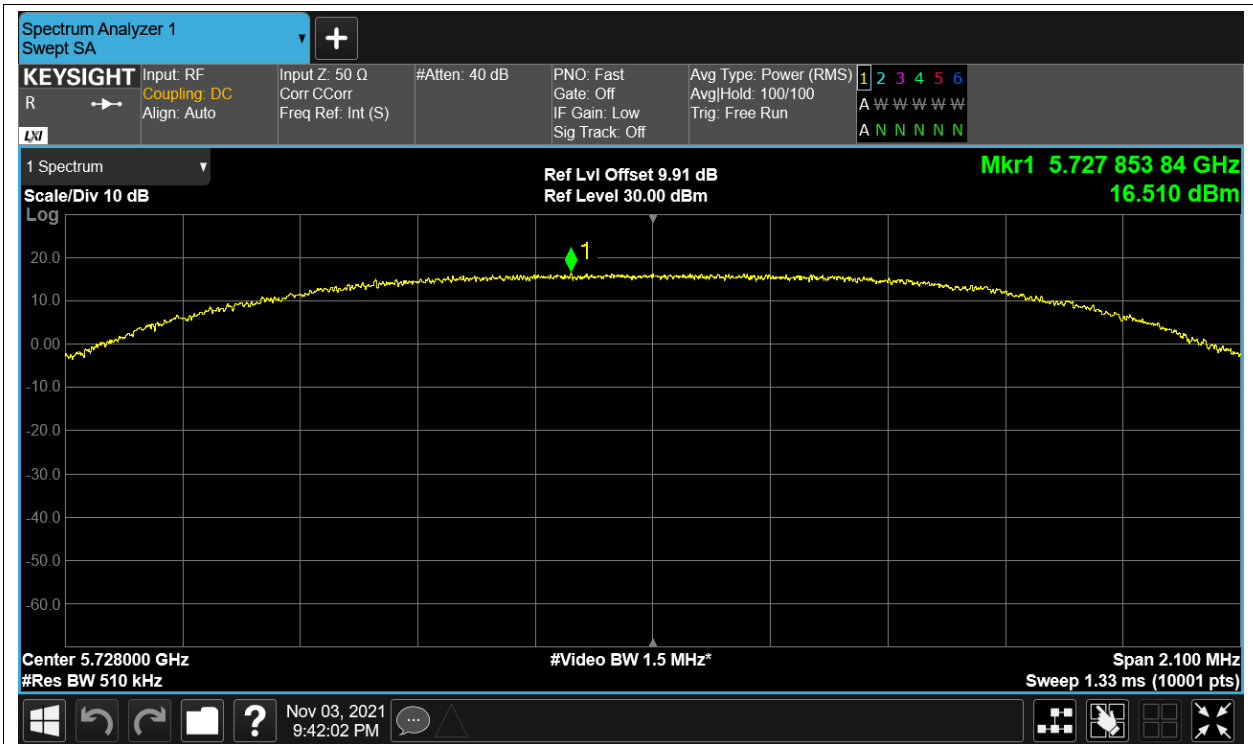 Spectrum Analyzer 1
Swept SA
KEYSIGHT
R
LXI
Input: RF
Coupling: DC
Align: Auto
Input Z: 50 Ω
Corr CCorr
Freq Ref: Int (S)
#Atten: 40 dB
PNO: Fast
Gate: Off
IF Gain: Low
Sig Track: Off
Avg Type: Power (RMS)
Avg|Hold: 100/100
Trig: Free Run
1 2 3 4 5 6
A W W W W W
A N N N N N
1 Spectrum
Scale/Div 10 dB
Log
Ref Lvl Offset 9.91 dB
Ref Level 30.00 dBm
Mkr1 5.727 853 84 GHz
16.510 dBm
1
20.0
10.0
0.00
-10.0
-20.0
-30.0
-40.0
-50.0
-60.0
Center 5.728000 GHz
#Res BW 510 kHz
#Video BW 1.5 MHz*
Span 2.100 MHz
Sweep 1.33 ms (10001 pts)
?
Nov 03, 2021
9:42:02 PM